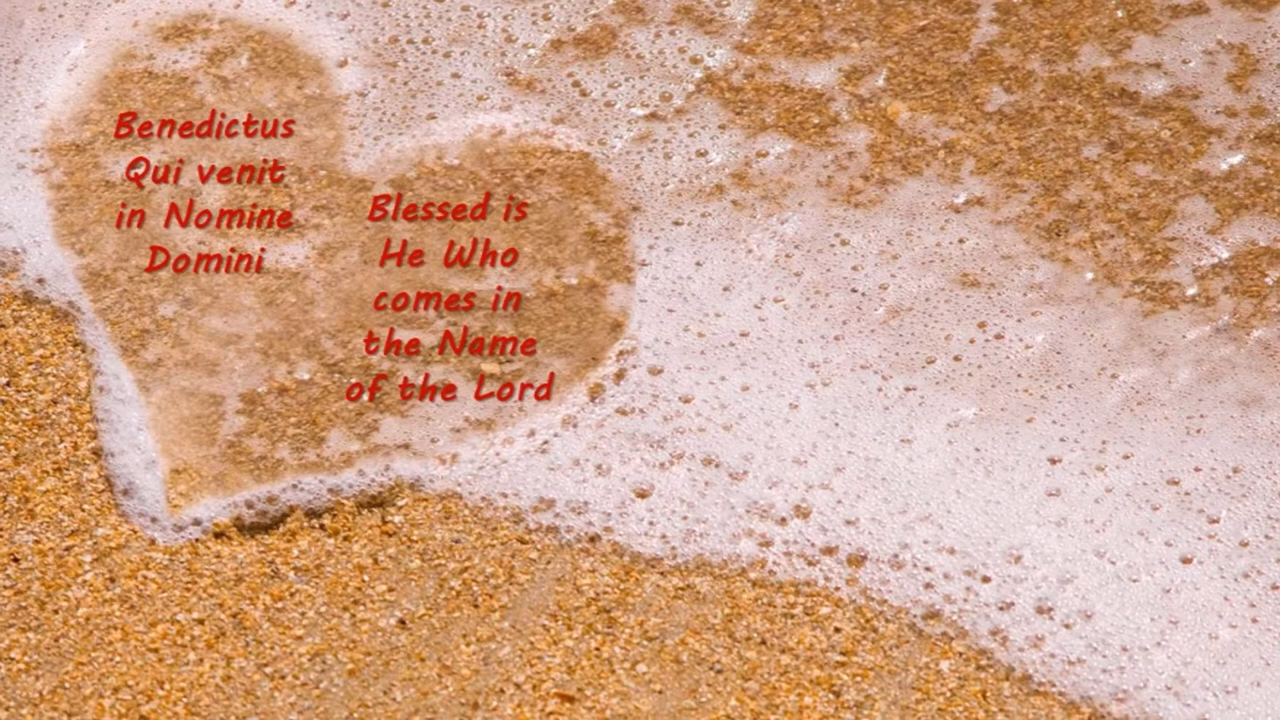 Benedictus
Qui venit
in Nomine
Domini
Blessed is
He Who
comes in
the Name
of the Lord